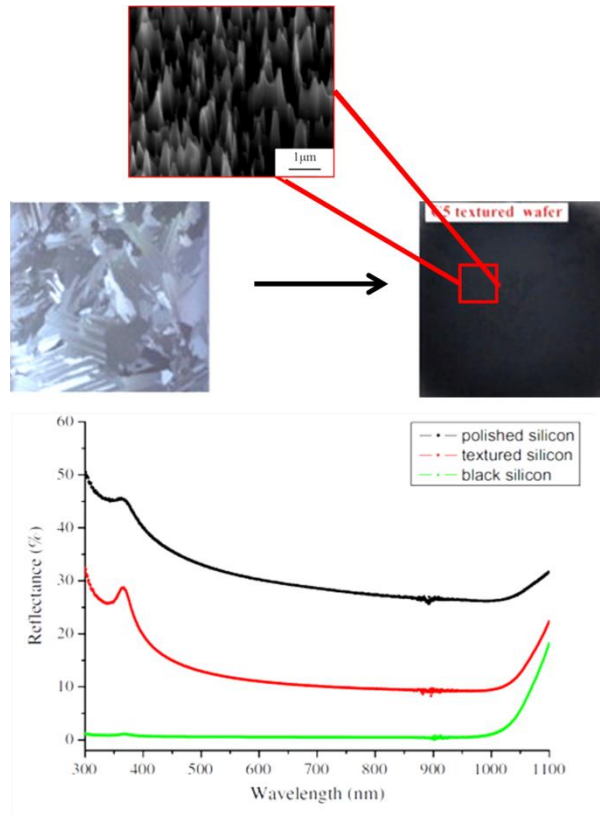 1μm
textured wafer
60
50
40
30
20
10
0
Reflectance (%)
polished silicon
textured silicon
black silicon
300 400 500 600 700 800 900 1000 1100
Wavelength (nm)